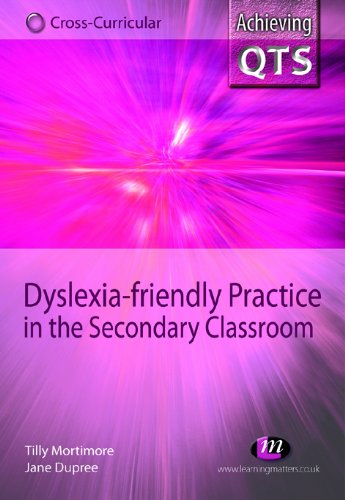 Cross-Curricular
Achieving
QTS
Dyslexia-friendly Practice
in the Secondary Classroom
Tilly Mortimore
Jane Dupree
m
www.learningmatters.co.uk